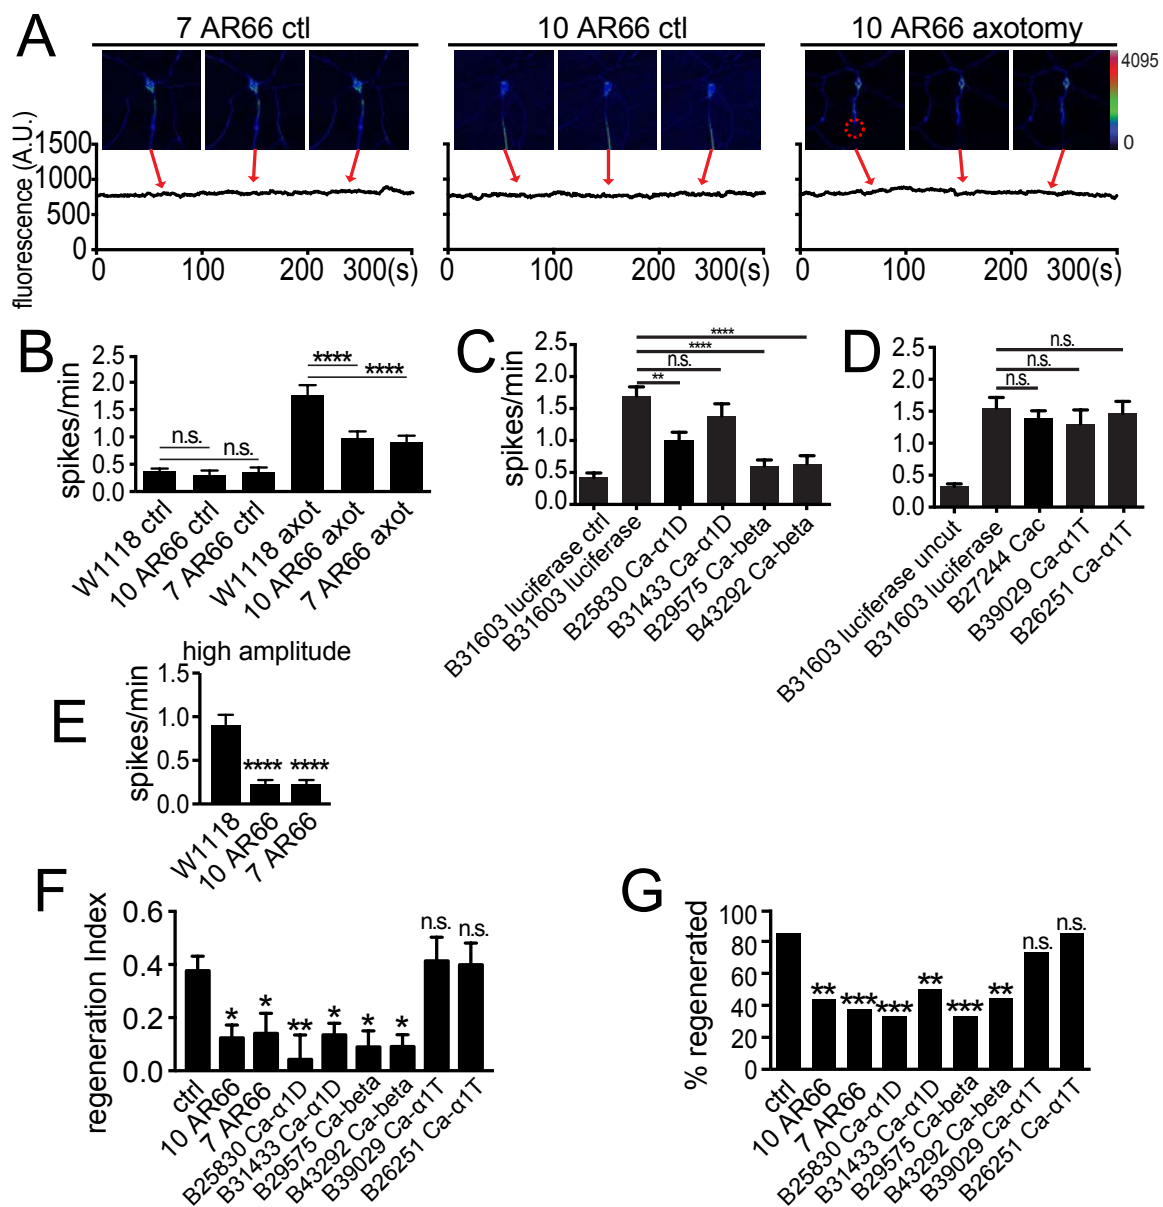 A
7 AR66 ctl
10 AR66 ctl
10 AR66 axotomy
4095
0
fluorescence (A.U.)
1500
1000
500
0
0 100 200 300(s)
0 100 200 300(s)
0 100 200 300(s)
B
spikes/min
2.5
2.0
1.5
1.0
0.5
0.0
n.s.
n.s.
****
****
W1118 ctrl
10 AR66 ctrl
7 AR66 ctrl
W1118 axot
10 AR66 axot
7 AR66 axot
C
spikes/min
2.5
2.0
1.5
1.0
0.5
0.0
****
****
n.s.
**
B31603 luciferase ctrl
B31603 luciferase
B25830 Ca-α1D
B31433 Ca-α1D
B29575 Ca-beta
B43292 Ca-beta
D
2.5
2.0
1.5
1.0
0.5
0.0
n.s.
n.s.
n.s.
B31603 luciferase uncut
B31603 luciferase
B27244 Cac
B39029 Ca-α1T
B26251 Ca-α1T
E
high amplitude
spikes/min
1.5
1.0
0.5
0.0
**** ****
W1118
10 AR66
7 AR66
F
regeneration Index
0.6
0.4
0.2
0.0
* * ** * * * n.s. n.s.
ctrl
10 AR66
7 AR66
B25830 Ca-α1D
B31433 Ca-α1D
B29575 Ca-beta
B43292 Ca-beta
B39029 Ca-α1T
B26251 Ca-α1T
G
% regenerated
100
80
60
40
20
0
** *** *** ** *** ** n.s. n.s.
ctrl
10 AR66
7 AR66
B25830 Ca-α1D
B31433 Ca-α1D
B29575 Ca-beta
B43292 Ca-beta
B39029 Ca-α1T
B26251 Ca-α1T